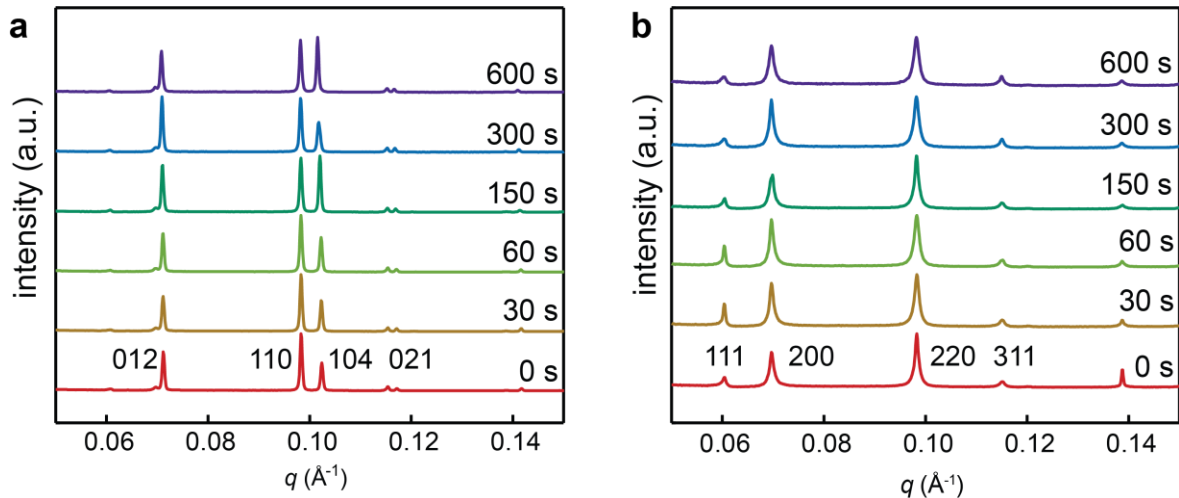 a
intensity (a.u.)
600 s
300 s
150 s
60 s
30 s
0 s
012 110 104 021
0.06 0.08 0.10 0.12 0.14
q (Å-1)
b
intensity (a.u.)
600 s
300 s
150 s
60 s
30 s
0 s
111 200 220 311
0.06 0.08 0.10 0.12 0.14
q (Å-1)